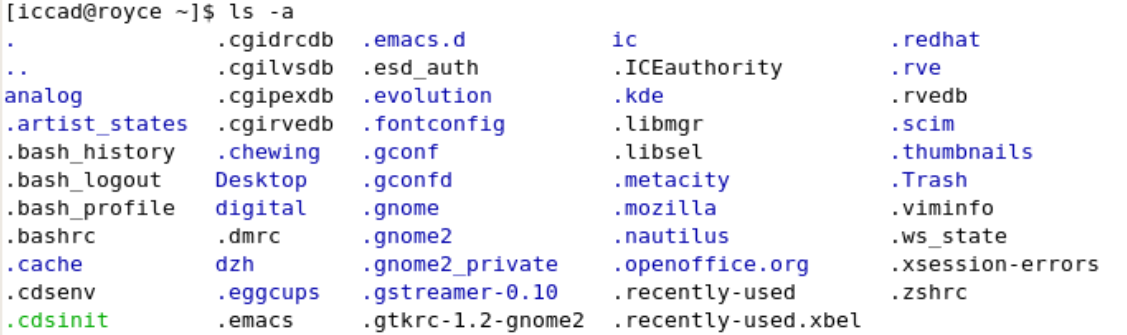 [iccad@royce ~]$ ls -a
. .cgidrcdb .emacs.d ic .redhat
.. .cgilvsdb .esd_auth .ICEauthority .rve
analog .cgipexdb .evolution .kde .rvedb
.artist_states .cgirvedb .fontconfig .libmgr .scim
.bash_history .chewing .gconf .libsel .thumbnails
.bash_logout Desktop .gconfd .metacity .Trash
.bash_profile digital .gnome .mozilla .viminfo
.bashrc .dmrc .gnome2 .nautilus .ws_state
.cache dzh .gnome2_private .openoffice.org .xsession-errors
.cdsenv .eggcups .gstreamer-0.10 .recently-used .zshrc
.cdsinit .emacs .gtkrc-1.2-gnome2 .recently-used.xbel